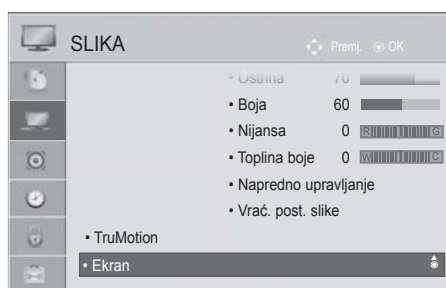 SLIKA Premj. OK
• Oštrina 70
• Boja 60
• Nijansa 0 R G
• Toplina boje 0 W C
• Napredno upravljanje
• Vrać. post. slike
• TruMotion
• Ekran